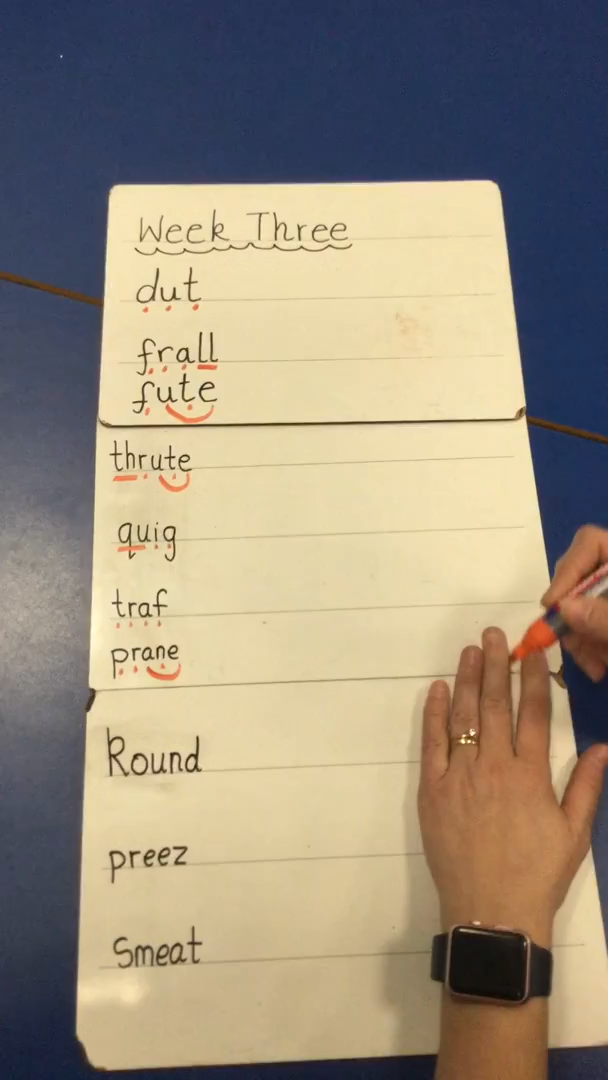 Week Three
dut
frall
fute
thrute
quig
traf
prane
Round
preez
Smeat